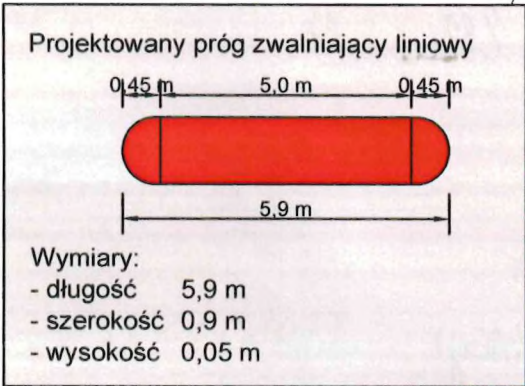 Projektowany próg zwalniający liniowy
0,45 m 5,0 m 0,45 m
5,9 m
Wymiary:
- długość 5,9 m
- szerokość 0,9 m
- wysokość 0,05 m